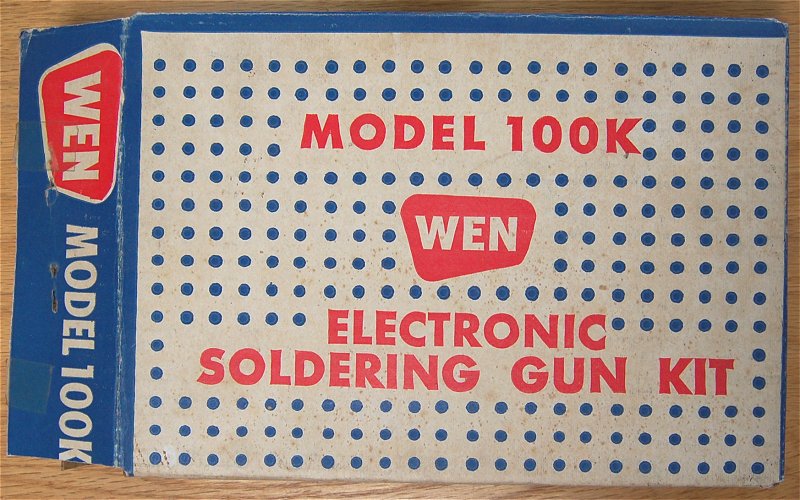 WEN
MODEL 100K
MODEL 100K
WEN
ELECTRONIC
SOLDERING GUN KIT